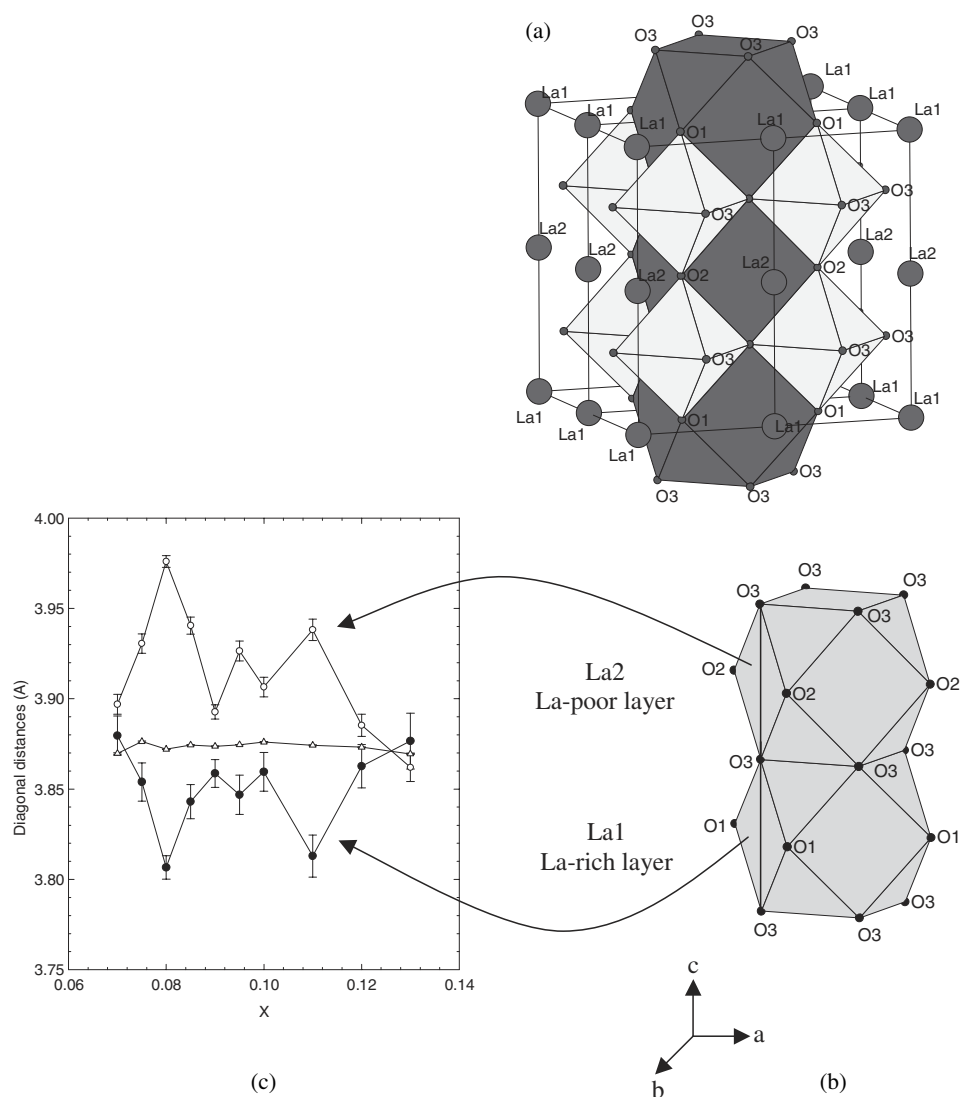 (a)
O3
O3
O3
O3
La1
La1
La1
La1
La1
La1
La1
O1
O1
O3
O3
O3
La2
La2
La2
La2
La2
La2
O2
O2
O3
O3
O3
La1
La1
La1
La1
La1
La1
La1
O1
O1
O3
O3
O3
4.00
3.95
3.90
3.85
3.80
3.75
Diagonal distances (A)
0.06
0.08
0.10
0.12
0.14
X
(c)
La2
La-poor layer
La1
La-rich layer
O3
O3
O3
O3
O2
O2
O2
O3
O3
O3
O1
O1
O1
O3
O3
O3
c
a
b
(b)